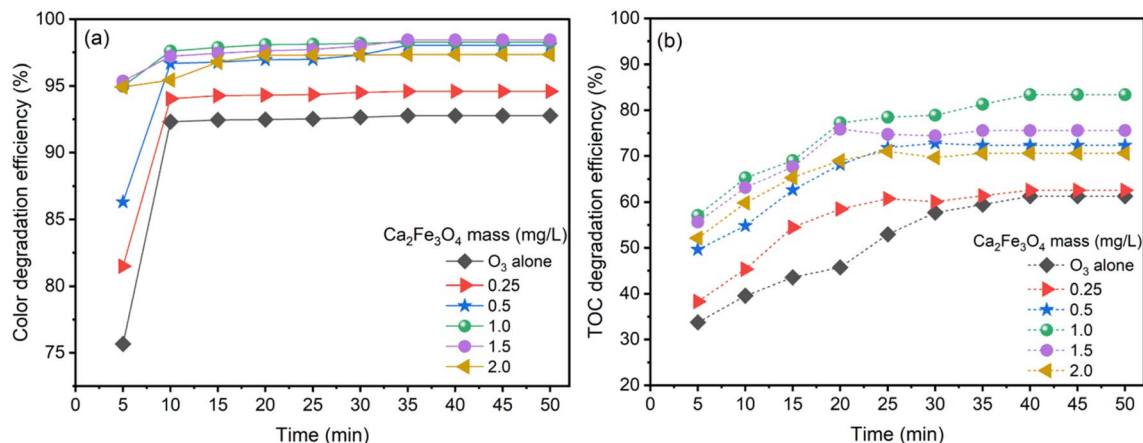 (a)
Color degradation efficiency (%)
100
95
90
85
80
75
Ca₂Fe₃O₄ mass (mg/L)
O₃ alone
0.25
0.5
1.0
1.5
2.0
0 5 10 15 20 25 30 35 40 45 50
Time (min)
(b)
TOC degradation efficiency (%)
100
90
80
70
60
50
40
30
20
Ca₂Fe₃O₄ mass (mg/L)
O₃ alone
0.25
0.5
1.0
1.5
2.0
0 5 10 15 20 25 30 35 40 45 50
Time (min)